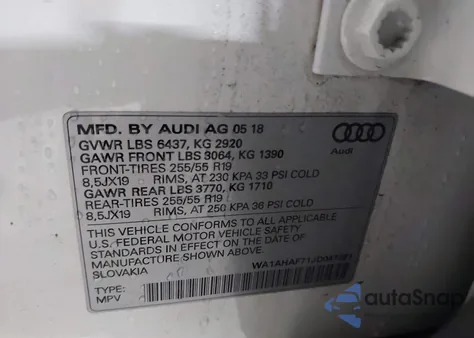 MFD. BY AUDI AG 05 18
GVWR LBS 6437, KG 2920
GAWR FRONT LBS 3064, KG 1390
FRONT-TIRES 255/55 R19
8,5JX19 RIMS, AT 230 KPA 33 PSI COLD
GAWR REAR LBS 3770, KG 1710
REAR-TIRES 255/55 R19
8,5JX19 RIMS, AT 250 KPA 36 PSI COLD
Audi
THIS VEHICLE CONFORMS TO ALL APPLICABLE
U.S. FEDERAL MOTOR VEHICLE SAFETY
STANDARDS IN EFFECT ON THE DATE OF
MANUFACTURE SHOWN ABOVE.
SLOVAKIA
TYPE:
MPV
autoSnap